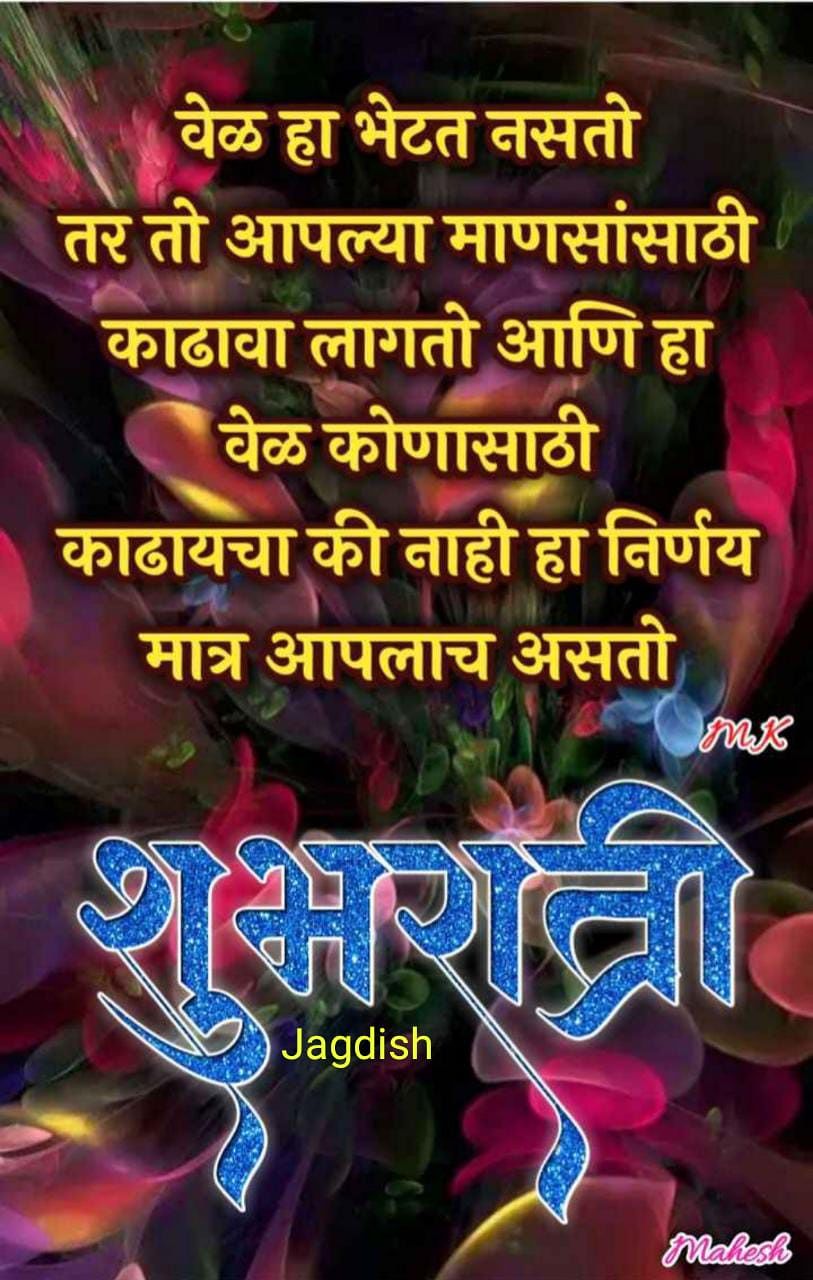 वेळ हा भेटत नसतो
तर तो आपल्या माणसांसाठी
काढावा लागतो आणि हा
वेळ कोणासाठी
काढायचा की नाही हा निर्णय
मात्र आपलाच असतो
MK
शुभरात्री
Jagdish
Mahesh